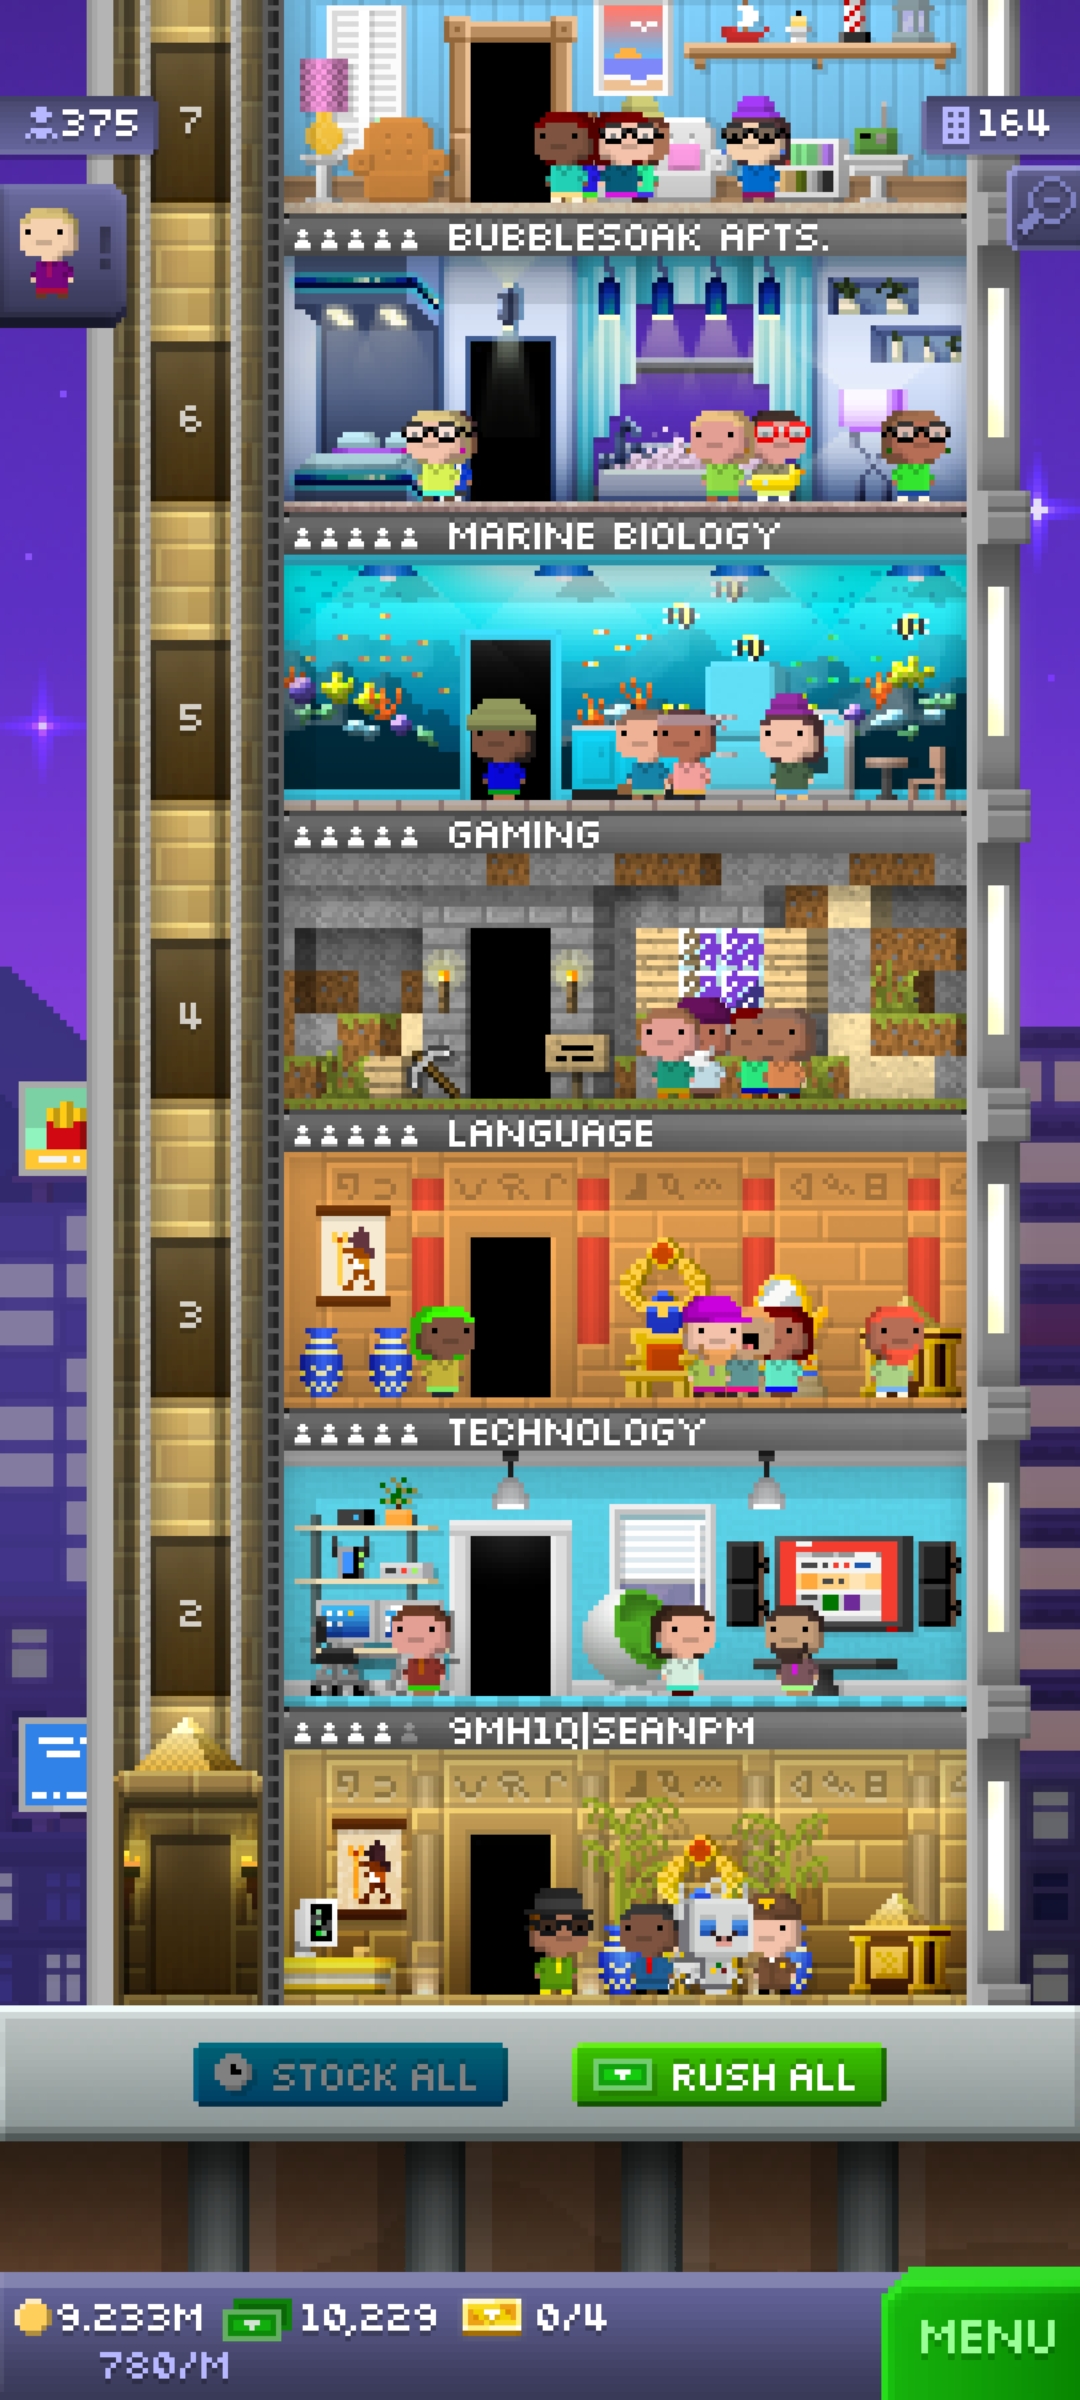 7
375
164
!
BUBBLESOAK APTS.
6
MARINE BIOLOGY
5
GAMING
4
LANGUAGE
3
TECHNOLOGY
2
9MH1Q|SEANPM
STOCK ALL
RUSH ALL
9.233M
10,229
0/4
780/M
MENU